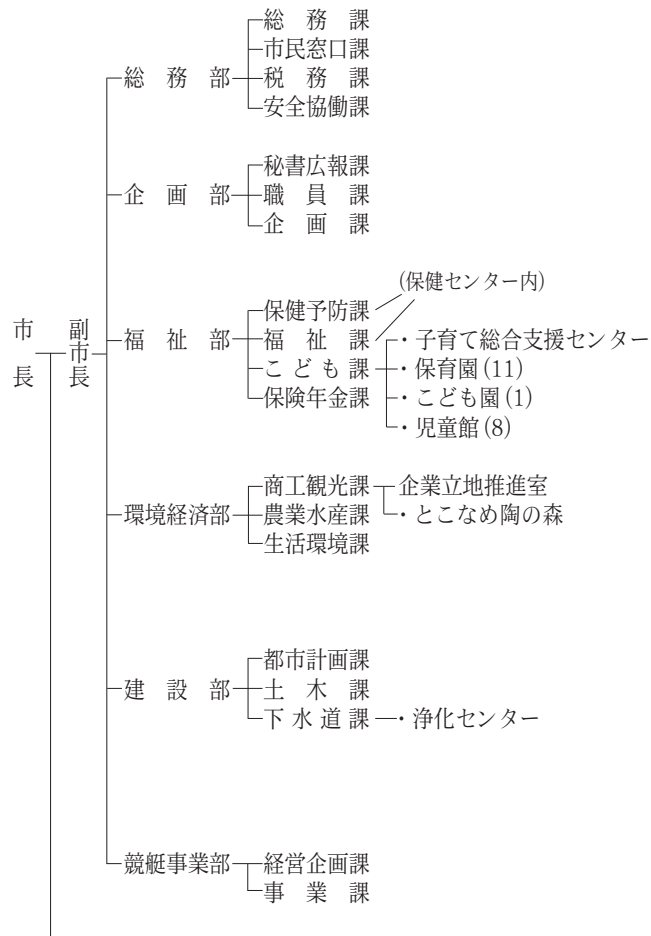 市長
副市長
総務部
総務課
市民窓口課
税務課
安全協働課
企画部
秘書広報課
職員課
企画課
福祉部
保健予防課
福祉課
(保健センター内)
こども課
・子育て総合支援センター
・保育園(11)
・こども園(1)
・児童館(8)
保険年金課
環境経済部
商工観光課
企業立地推進室
・とこなめ陶の森
農業水産課
生活環境課
建設部
都市計画課
土木課
下水道課
・浄化センター
競艇事業部
経営企画課
事業課